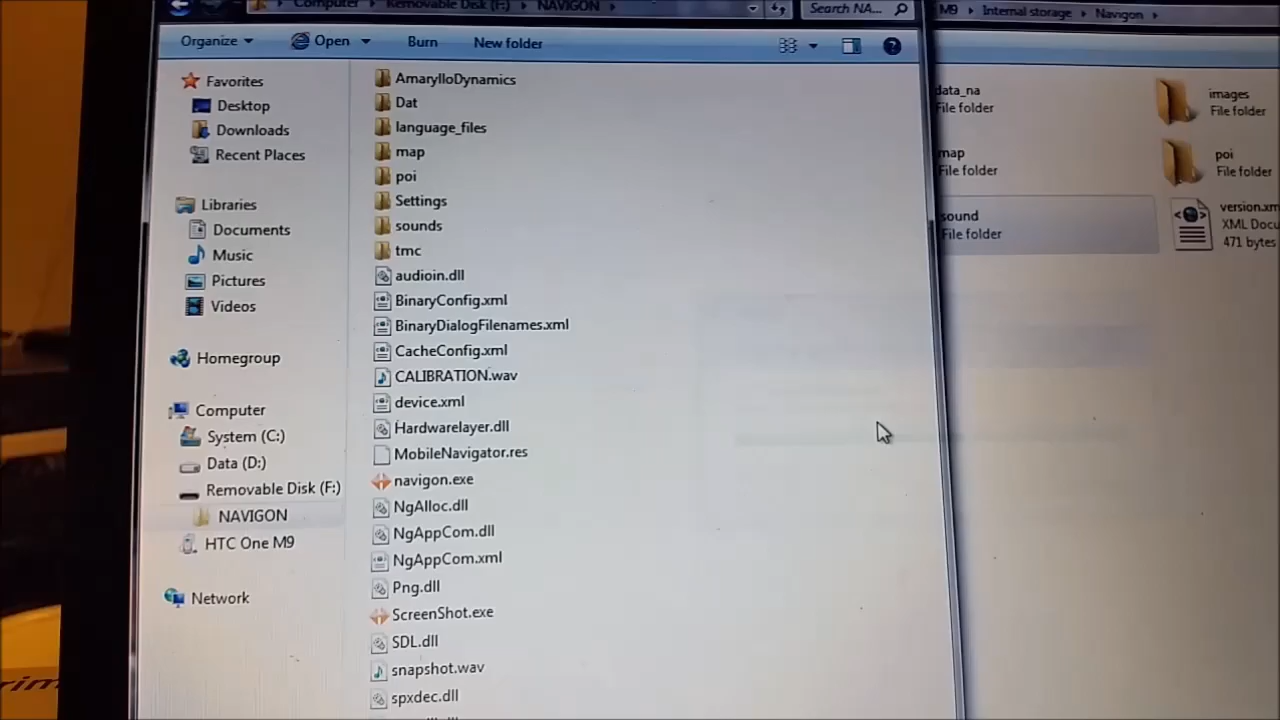 Computer Removable Disk (F:) NAVIGON
Search NA...
M9 Internal storage Navigon
Organize Open Burn New folder
Favorites
Desktop
Downloads
Recent Places
Libraries
Documents
Music
Pictures
Videos
Homegroup
Computer
System (C:)
Data (D:)
Removable Disk (F:)
NAVIGON
HTC One M9
Network
AmarylloDynamics
Dat
language_files
map
poi
Settings
sounds
tmc
audioin.dll
BinaryConfig.xml
BinaryDialogFilenames.xml
CacheConfig.xml
CALIBRATION.wav
device.xml
Hardwarelayer.dll
MobileNavigator.res
navigon.exe
NgAlloc.dll
NgAppCom.dll
NgAppCom.xml
Png.dll
ScreenShot.exe
SDL.dll
snapshot.wav
spxdec.dll
data_na
File folder
map
File folder
sound
File folder
images
File folder
poi
File folder
version.xm
XML Docu
471 bytes